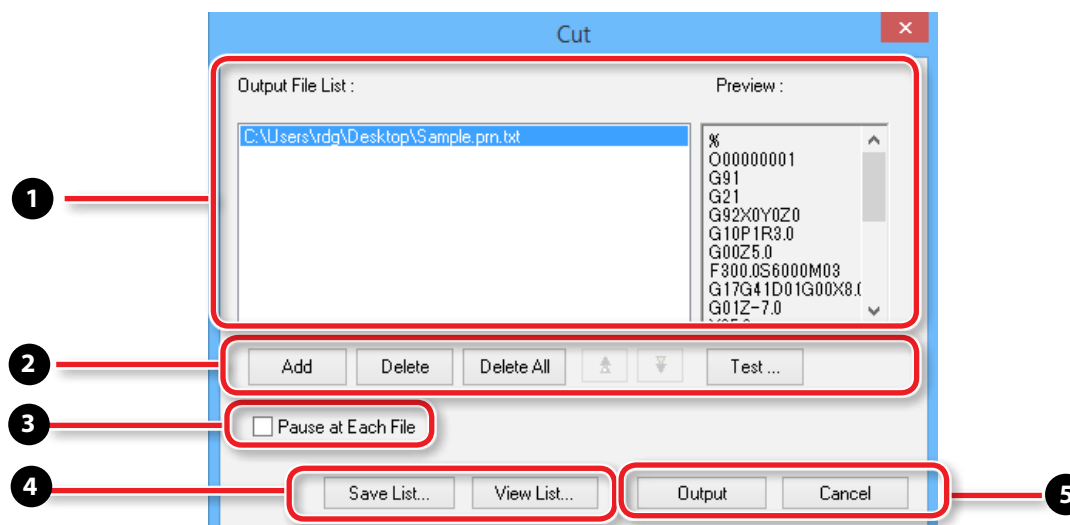 Cut
Output File List :
Preview :
C:\Users\rdg\Desktop\Sample.prn.txt
%
O00000001
G91
G21
G92X0Y0Z0
G10P1R3.0
G00Z5.0
F300.0S6000M03
G17G41D01G00X8.(
G01Z-7.0
1
2
Add
Delete
Delete All
Test ...
3
Pause at Each File
4
Save List...
View List...
Output
Cancel
5